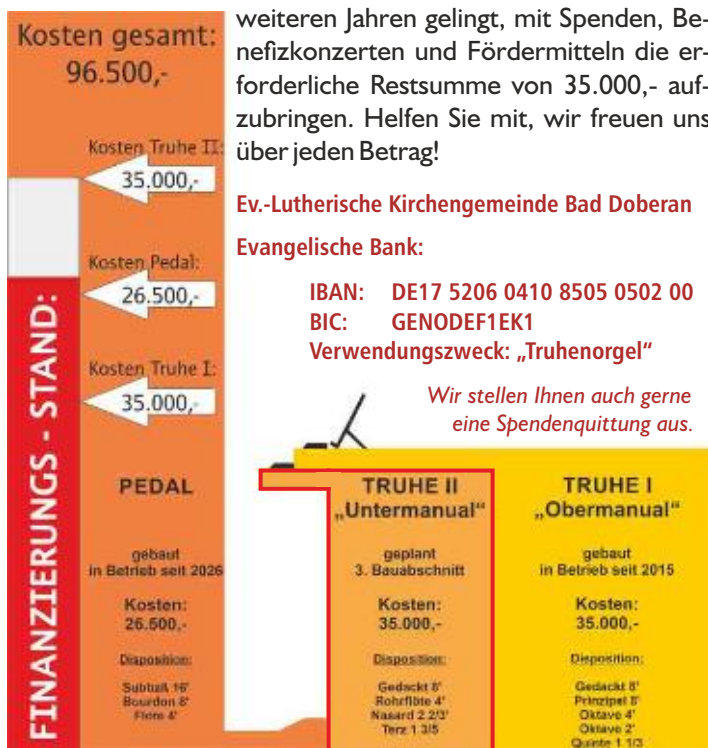 weiteren Jahren gelingt, mit Spenden, Be-
nefizkonzerten und Fördermitteln die er-
forderliche Restsumme von 35.000,- auf-
zubringen. Helfen Sie mit, wir freuen uns
über jeden Betrag!
Ev.-Lutherische Kirchengemeinde Bad Doberan
Evangelische Bank:
IBAN: DE17 5206 0410 8505 0502 00
BIC: GENODEF1EK1
Verwendungszweck: „Truhenorgel“
Wir stellen Ihnen auch gerne
eine Spendenquittung aus.
Kosten gesamt:
96.500,-
Kosten Truhe II:
35.000,-
Kosten Pedal:
26.500,-
Kosten Truhe I:
35.000,-
FINANZIERUNGS - STAND:
PEDAL
gebaut
in Betrieb seit 2026
Kosten:
26.500,-
Disposition:
Subbaß 16'
Bourdon 8'
Flöte 4'
TRUHE II
„Untermanual“
geplant
3. Bauabschnitt
Kosten:
35.000,-
Disposition:
Gedackt 8'
Rohrflöte 4'
Nasard 2 2/3'
Terz 1 3/5
TRUHE I
„Obermanual“
gebaut
in Betrieb seit 2015
Kosten:
35.000,-
Disposition:
Gedackt 8'
Prinzipel 8'
Oktave 4'
Oktave 2'
Quinte 1 1/3